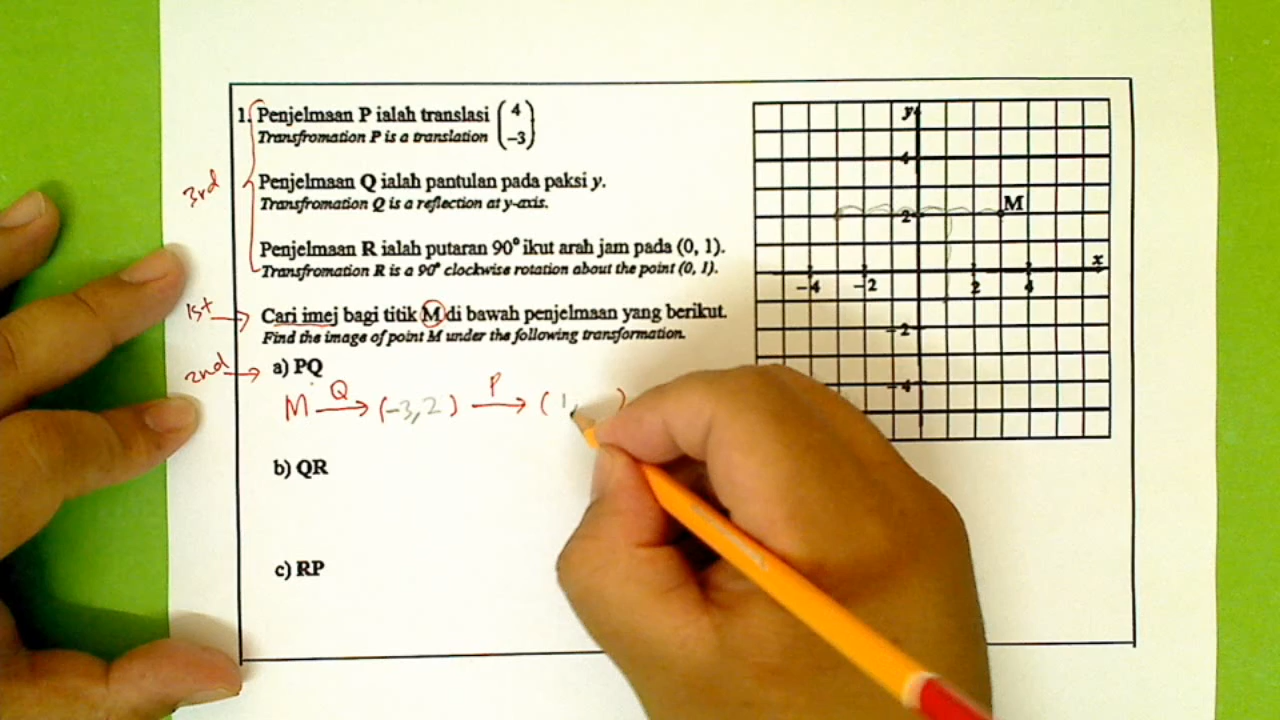 1. Penjelmaan P ialah translasi ( 4
Transfromation P is a translation −3 )
3rd
Penjelmaan Q ialah pantulan pada paksi y.
Transfromation Q is a reflection at y-axis.
Penjelmaan R ialah putaran 90° ikut arah jam pada (0, 1).
Transfromation R is a 90° clockwise rotation about the point (0, 1).
1st → Cari imej bagi titik M di bawah penjelmaan yang berikut.
Find the image of point M under the following transformation.
2nd → a) PQ
M Q→ (-3,2) P→ (1, )
b) QR
c) RP
y
4
M
2
x
−4 −2 2 4
−2
−4